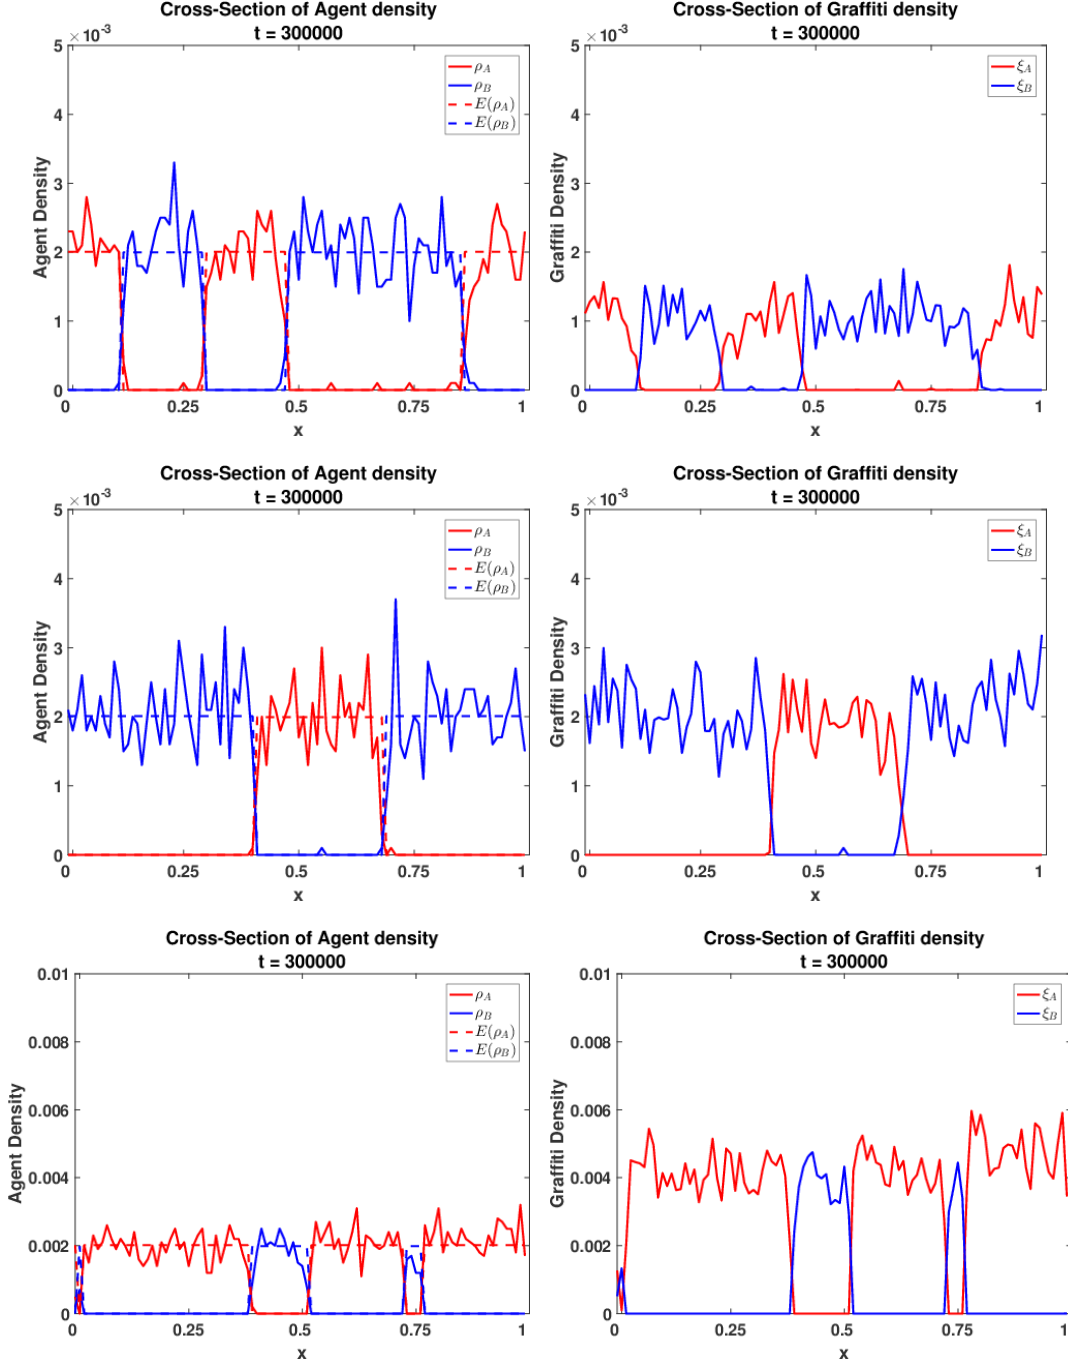 Cross-Section of Agent density
t = 300000
×10⁻³
5
4
3
2
1
0
Agent Density
0 0.25 0.5 0.75 1
x
ρ_A
ρ_B
E(ρ_A)
E(ρ_B)
Cross-Section of Graffiti density
t = 300000
×10⁻³
5
4
3
2
1
0
Graffiti Density
0 0.25 0.5 0.75 1
x
ξ_A
ξ_B
Cross-Section of Agent density
t = 300000
×10⁻³
5
4
3
2
1
0
Agent Density
0 0.25 0.5 0.75 1
x
ρ_A
ρ_B
E(ρ_A)
E(ρ_B)
Cross-Section of Graffiti density
t = 300000
×10⁻³
5
4
3
2
1
0
Graffiti Density
0 0.25 0.5 0.75 1
x
ξ_A
ξ_B
Cross-Section of Agent density
t = 300000
0.01
0.008
0.006
0.004
0.002
0
Agent Density
0 0.25 0.5 0.75 1
x
ρ_A
ρ_B
E(ρ_A)
E(ρ_B)
Cross-Section of Graffiti density
t = 300000
0.01
0.008
0.006
0.004
0.002
0
Graffiti Density
0 0.25 0.5 0.75 1
x
ξ_A
ξ_B